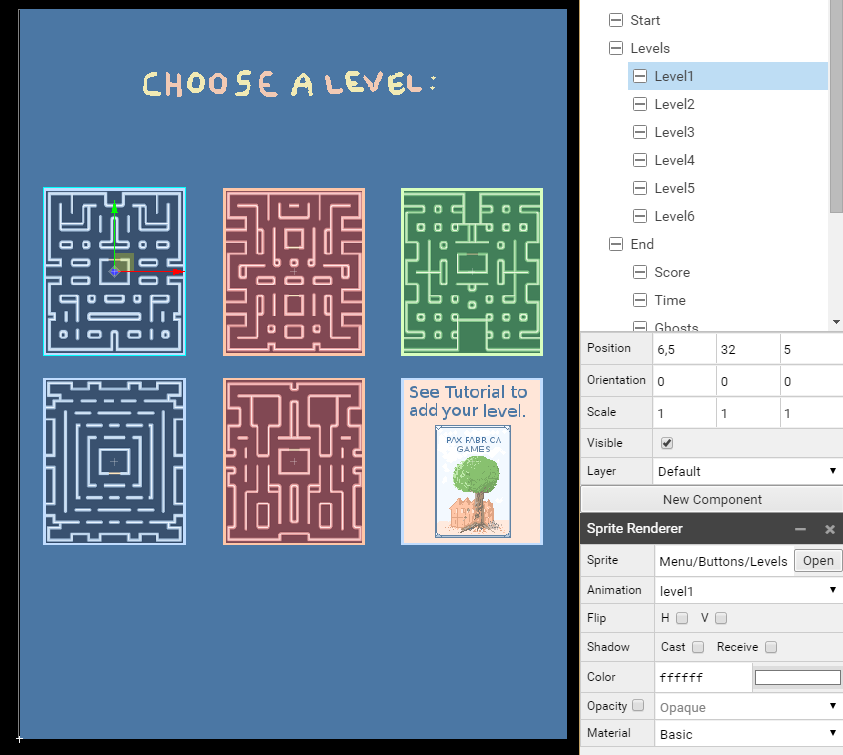 CHOOSE A LEVEL:
See Tutorial to
add your level.
PAX FABRICA
GAMES
Start
Levels
Level1
Level2
Level3
Level4
Level5
Level6
End
Score
Time
Ghosts
Position 6,5 32 5
Orientation 0 0 0
Scale 1 1 1
Visible
Layer Default
New Component
Sprite Renderer
Sprite Menu/Buttons/Levels Open
Animation level1
Flip H V
Shadow Cast Receive
Color ffffff
Opacity Opaque
Material Basic